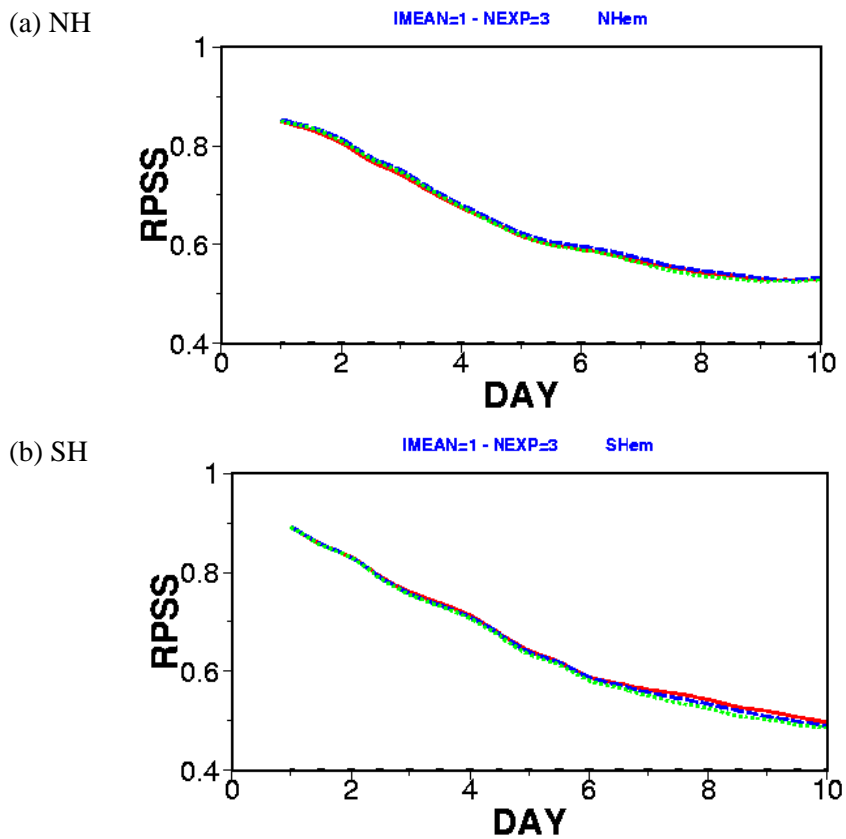 (a) NH
IMEAN=1 - NEXP=3 NHem
1
0.8
0.6
0.4
RPSS
0 2 4 6 8 10
DAY
(b) SH
IMEAN=1 - NEXP=3 SHem
1
0.8
0.6
0.4
RPSS
0 2 4 6 8 10
DAY